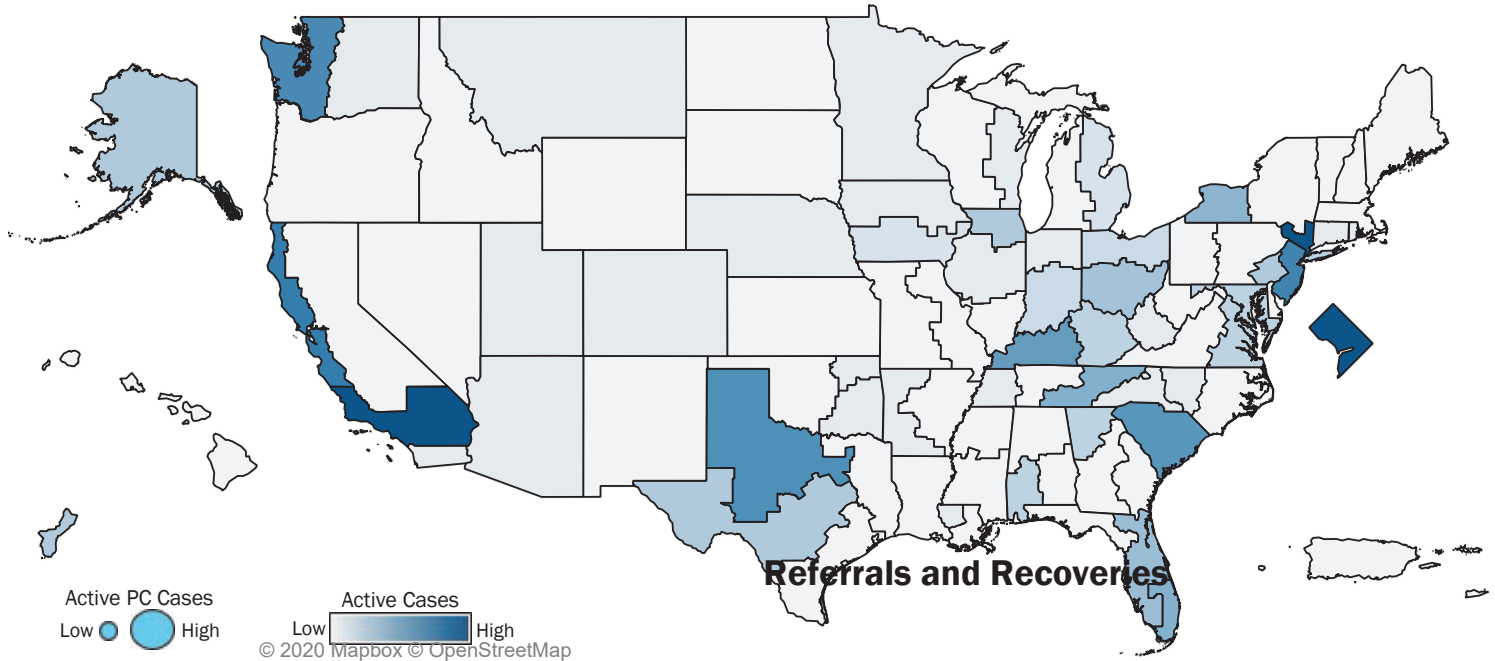 Referrals and Recoveries
Active PC Cases
Low High
Active Cases
Low High
© 2020 Mapbox © OpenStreetMap